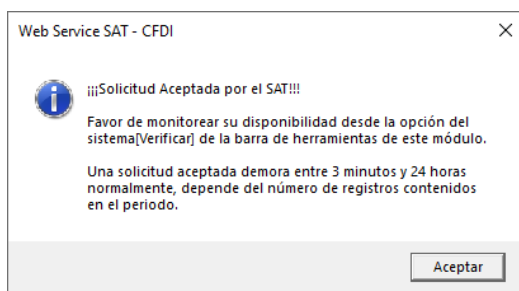 Web Service SAT - CFDI
¡¡¡Solicitud Aceptada por el SAT!!!
Favor de monitorear su disponibilidad desde la opción del
sistema[Verificar] de la barra de herramientas de este módulo.
Una solicitud aceptada demora entre 3 minutos y 24 horas
normalmente, depende del número de registros contenidos
en el periodo.
Aceptar